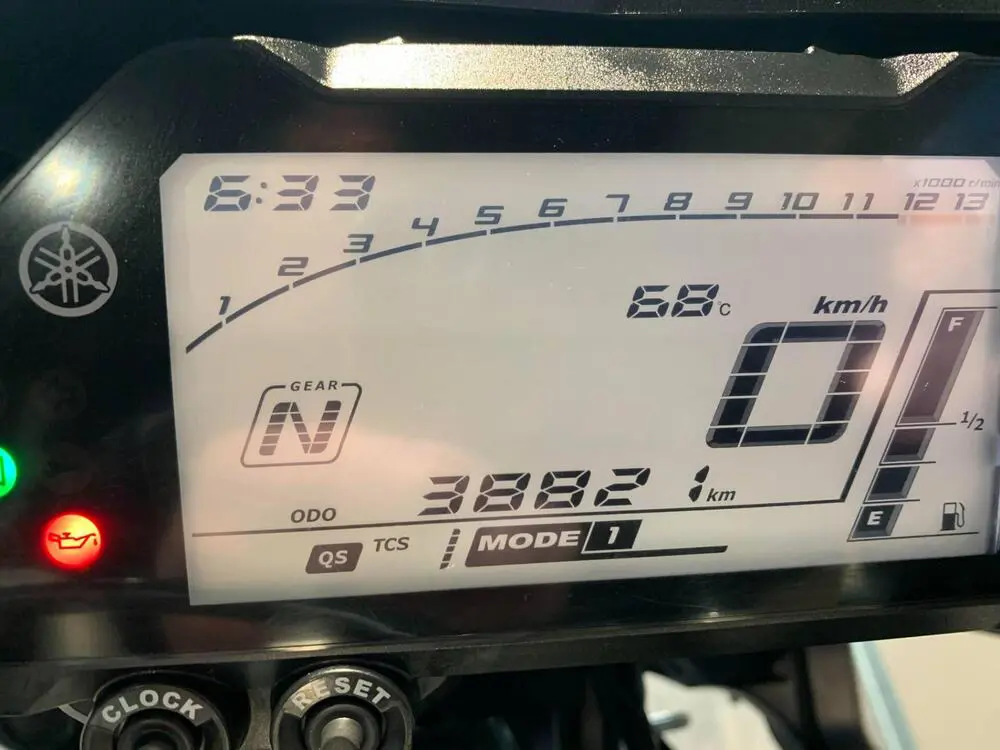 6:33
x1000 r/min
1 2 3 4 5 6 7 8 9 10 11 12 13
68°C
km/h
0
F
GEAR
N
1/2
ODO 38821 km
E
QS TCS 1 MODE 1
CLOCK RESET